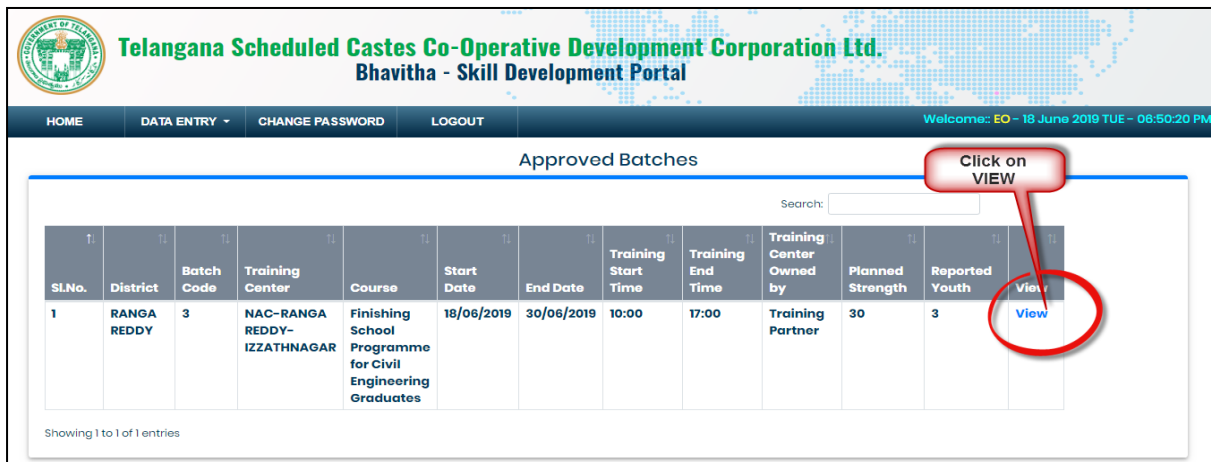 Telangana Scheduled Castes Co-Operative Development Corporation Ltd.
Bhavitha - Skill Development Portal
HOME DATA ENTRY CHANGE PASSWORD LOGOUT Welcome:: EO - 18 June 2019 TUE - 06:50:20 PM
Approved Batches
Click on
VIEW
Search:
Sl.No. District Batch Code Training Center Course Start Date End Date Training Start Time Training End Time Training Center Owned by Planned Strength Reported Youth View
1 RANGA REDDY 3 NAC-RANGA REDDY-IZZATHNAGAR Finishing School Programme for Civil Engineering Graduates 18/06/2019 30/06/2019 10:00 17:00 Training Partner 30 3 View
Showing 1 to 1 of 1 entries